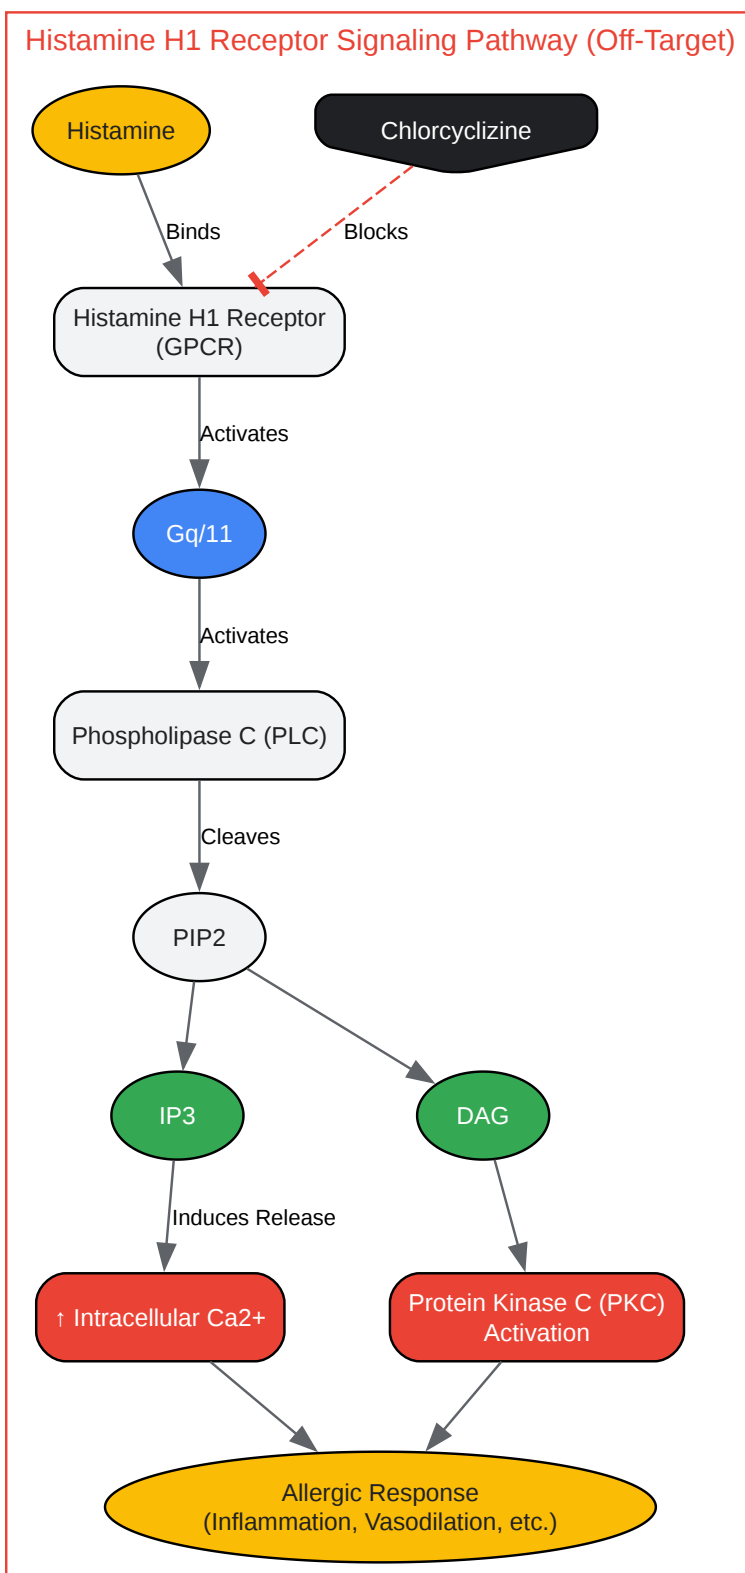 Histamine H1 Receptor Signaling Pathway (Off-Target)
Histamine
Chlorcyclizine
Binds
Blocks
Histamine H1 Receptor
(GPCR)
Activates
Gq/11
Activates
Phospholipase C (PLC)
Cleaves
PIP2
IP3
DAG
Induces Release
↑ Intracellular Ca2+
Protein Kinase C (PKC)
Activation
Allergic Response
(Inflammation, Vasodilation, etc.)